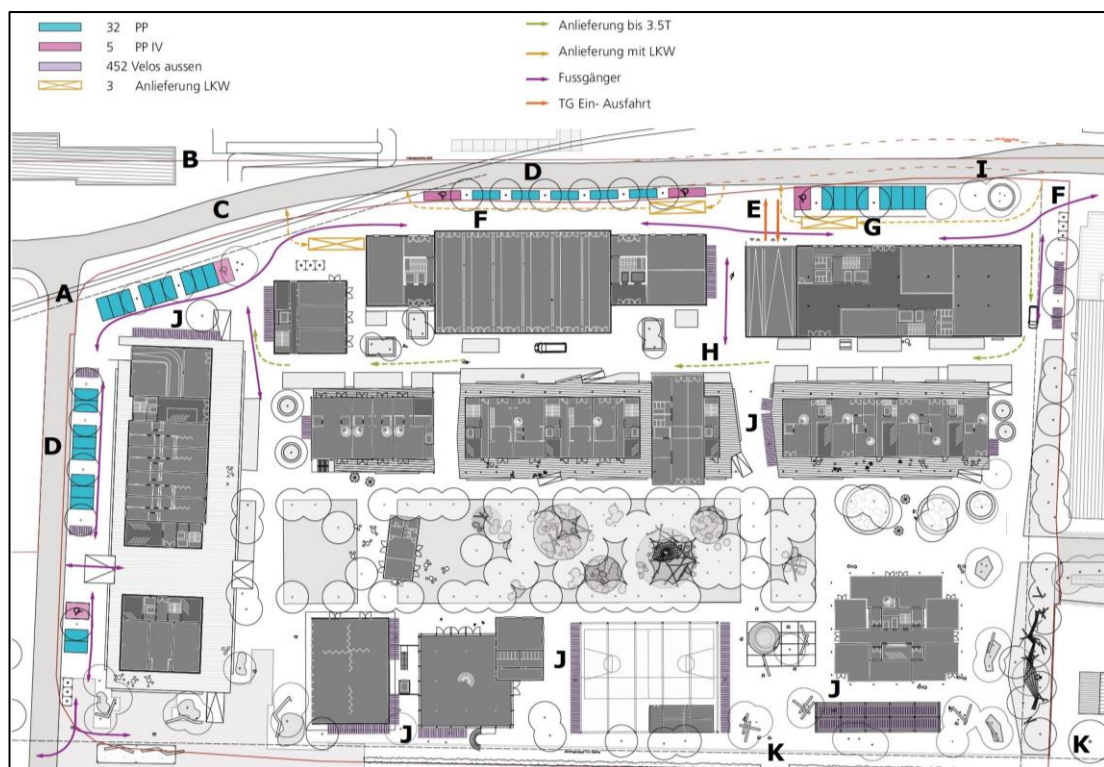 32 PP
5 PP IV
452 Velos aussen
3 Anlieferung LKW
Anlieferung bis 3.5T
Anlieferung mit LKW
Fussgänger
TG Ein- Ausfahrt
B
D
I
C
E
F
F
G
A
J
H
D
J
J
J
J
K
K